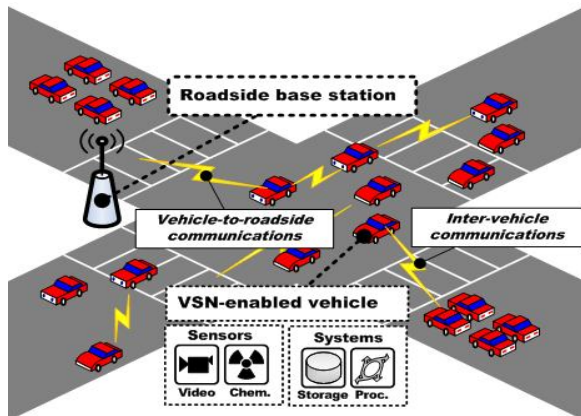 Roadside base station
Vehicle-to-roadside
communications
Inter-vehicle
communications
VSN-enabled vehicle
Sensors
Video Chem.
Systems
Storage Proc.